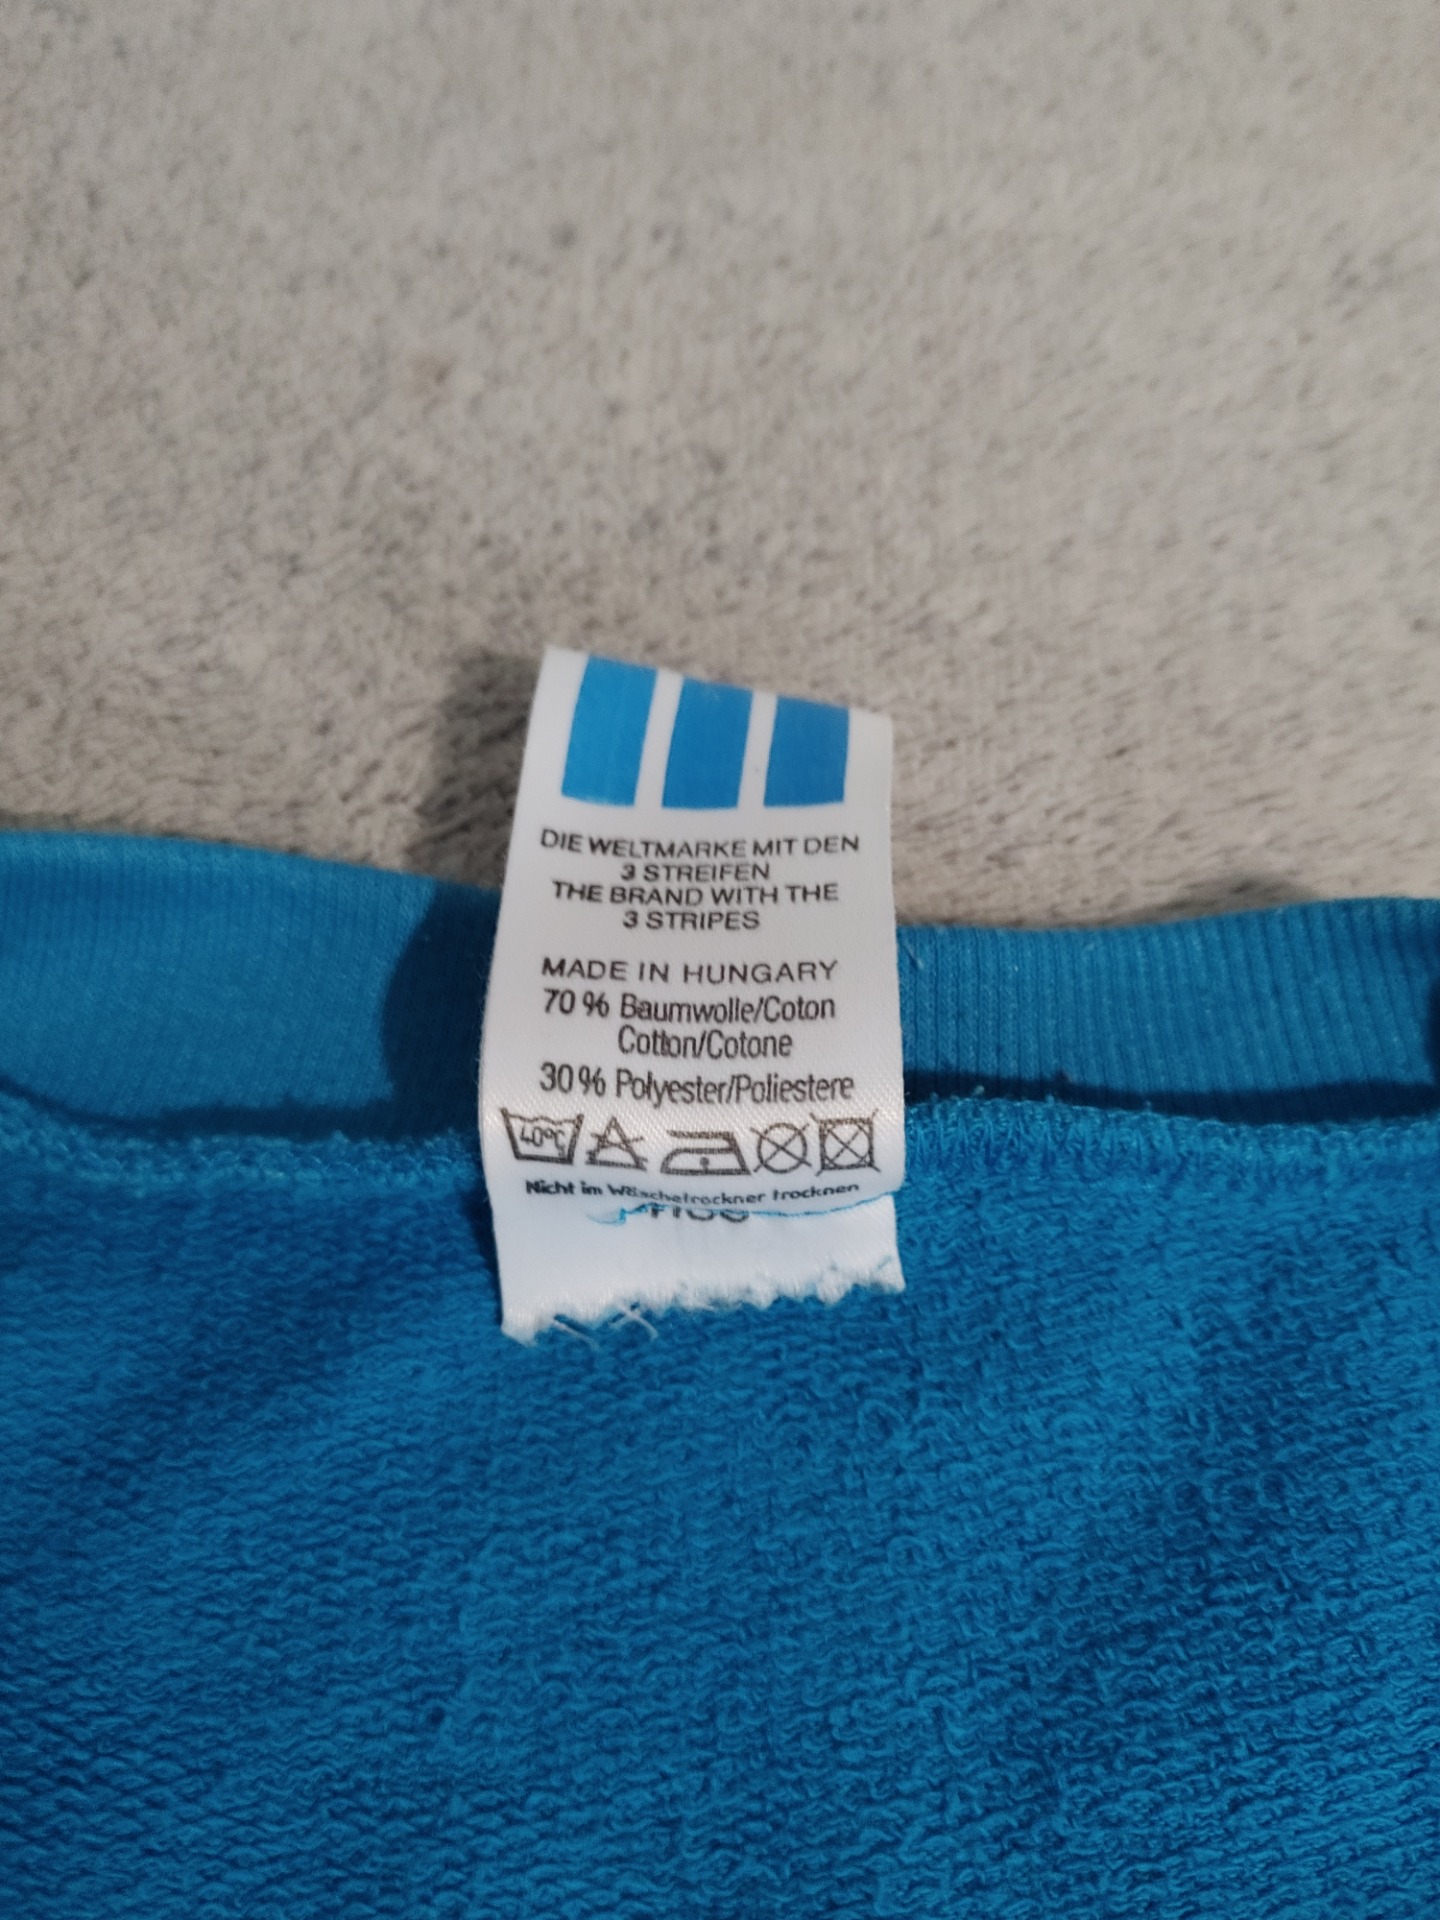 DIE WELTMARKE MIT DEN
3 STREIFEN
THE BRAND WITH THE
3 STRIPES
MADE IN HUNGARY
70 % Baumwolle/Coton
Cotton/Cotone
30 % Polyester/Poliestere
40°C
Nicht im Wäschetrockner trocknen